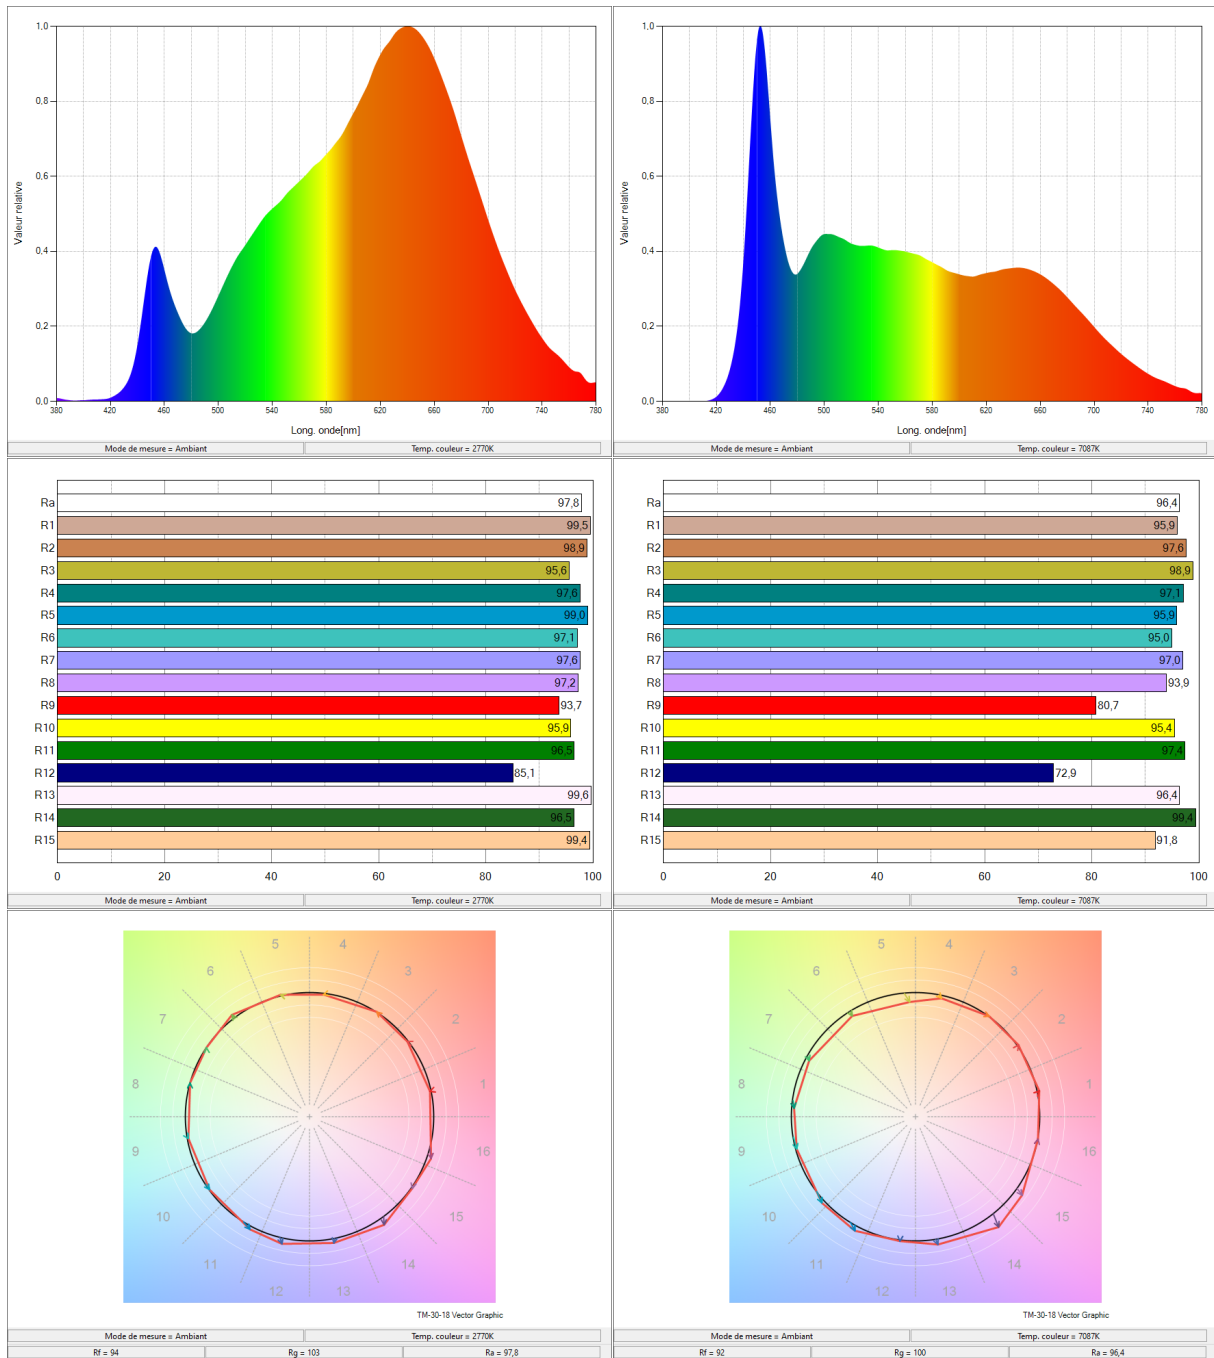 1,0
0,8
0,6
0,4
0,2
0,0
Valeur relative
380 420 460 500 540 580 620 660 700 740 780
Long. onde[nm]
Mode de mesure = Ambiant Temp. couleur = 2770K
1,0
0,8
0,6
0,4
0,2
0,0
Valeur relative
380 420 460 500 540 580 620 660 700 740 780
Long. onde[nm]
Mode de mesure = Ambiant Temp. couleur = 7087K
Ra 97,8
R1 99,5
R2 98,9
R3 95,6
R4 97,6
R5 99,0
R6 97,1
R7 97,6
R8 97,2
R9 93,7
R10 95,9
R11 96,5
R12 85,1
R13 99,6
R14 96,5
R15 99,4
0 20 40 60 80 100
Mode de mesure = Ambiant Temp. couleur = 2770K
Ra 96,4
R1 95,9
R2 97,6
R3 98,9
R4 97,1
R5 95,9
R6 95,0
R7 97,0
R8 93,9
R9 80,7
R10 95,4
R11 97,4
R12 72,9
R13 96,4
R14 99,4
R15 91,8
0 20 40 60 80 100
Mode de mesure = Ambiant Temp. couleur = 7087K
5 4
6 3
7 2
8 1
9 16
10 15
11 14
12 13
TM-30-18 Vector Graphic
Mode de mesure = Ambiant Temp. couleur = 2770K
Rf = 94 Rg = 103 Ra = 97,8
5 4
6 3
7 2
8 1
9 16
10 15
11 14
12 13
TM-30-18 Vector Graphic
Mode de mesure = Ambiant Temp. couleur = 7087K
Rf = 92 Rg = 100 Ra = 96,4